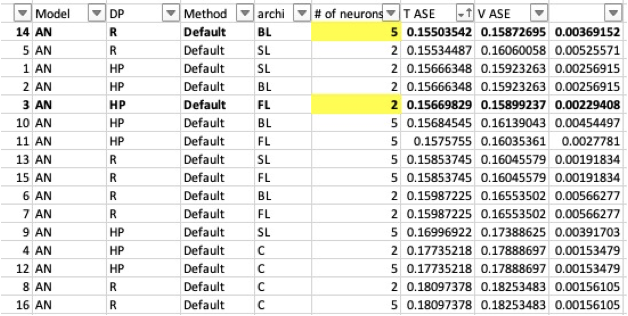 Model DP Method archi # of neurons T ASE V ASE
14 AN R Default BL 5 0.15503542 0.15872695 0.00369152
5 AN R Default SL 2 0.15534487 0.16060058 0.00525571
1 AN HP Default SL 2 0.15666348 0.15923263 0.00256915
2 AN HP Default BL 2 0.15666348 0.15923263 0.00256915
3 AN HP Default FL 2 0.15669829 0.15899237 0.00229408
10 AN HP Default BL 5 0.15684545 0.16139043 0.00454497
11 AN HP Default FL 5 0.1575755 0.16035361 0.0027781
13 AN R Default SL 5 0.15853745 0.16045579 0.00191834
15 AN R Default FL 5 0.15853745 0.16045579 0.00191834
6 AN R Default BL 2 0.15987225 0.16553502 0.00566277
7 AN R Default FL 2 0.15987225 0.16553502 0.00566277
9 AN HP Default SL 5 0.16996922 0.17388625 0.00391703
4 AN HP Default C 2 0.17735218 0.17888697 0.00153479
12 AN HP Default C 5 0.17735218 0.17888697 0.00153479
8 AN R Default C 2 0.18097378 0.18253483 0.00156105
16 AN R Default C 5 0.18097378 0.18253483 0.00156105